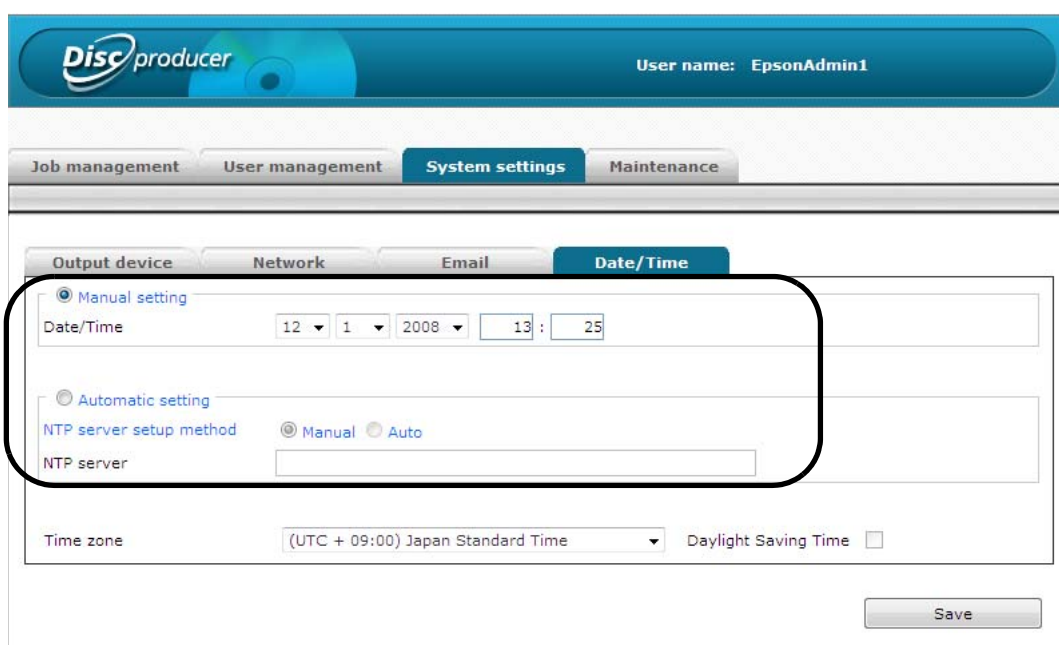 Disc producer
User name: EpsonAdmin1
Job management User management System settings Maintenance
Output device Network Email Date/Time
Manual setting
Date/Time 12 1 2008 13 : 25
Automatic setting
NTP server setup method Manual Auto
NTP server
Time zone (UTC + 09:00) Japan Standard Time Daylight Saving Time
Save